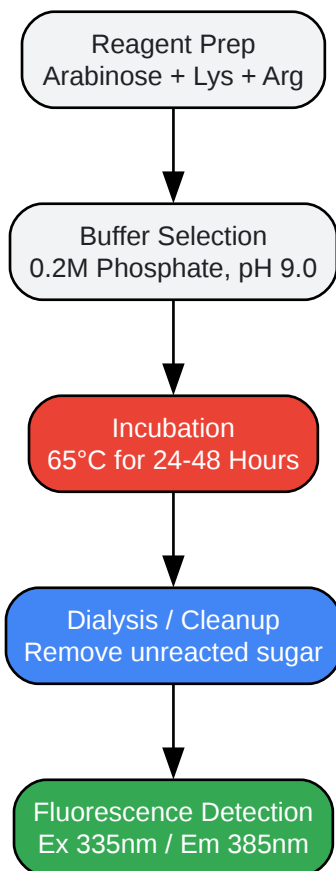 Reagent Prep
Arabinose + Lys + Arg
Buffer Selection
0.2M Phosphate, pH 9.0
Incubation
65°C for 24-48 Hours
Dialysis / Cleanup
Remove unreacted sugar
Fluorescence Detection
Ex 335nm / Em 385nm